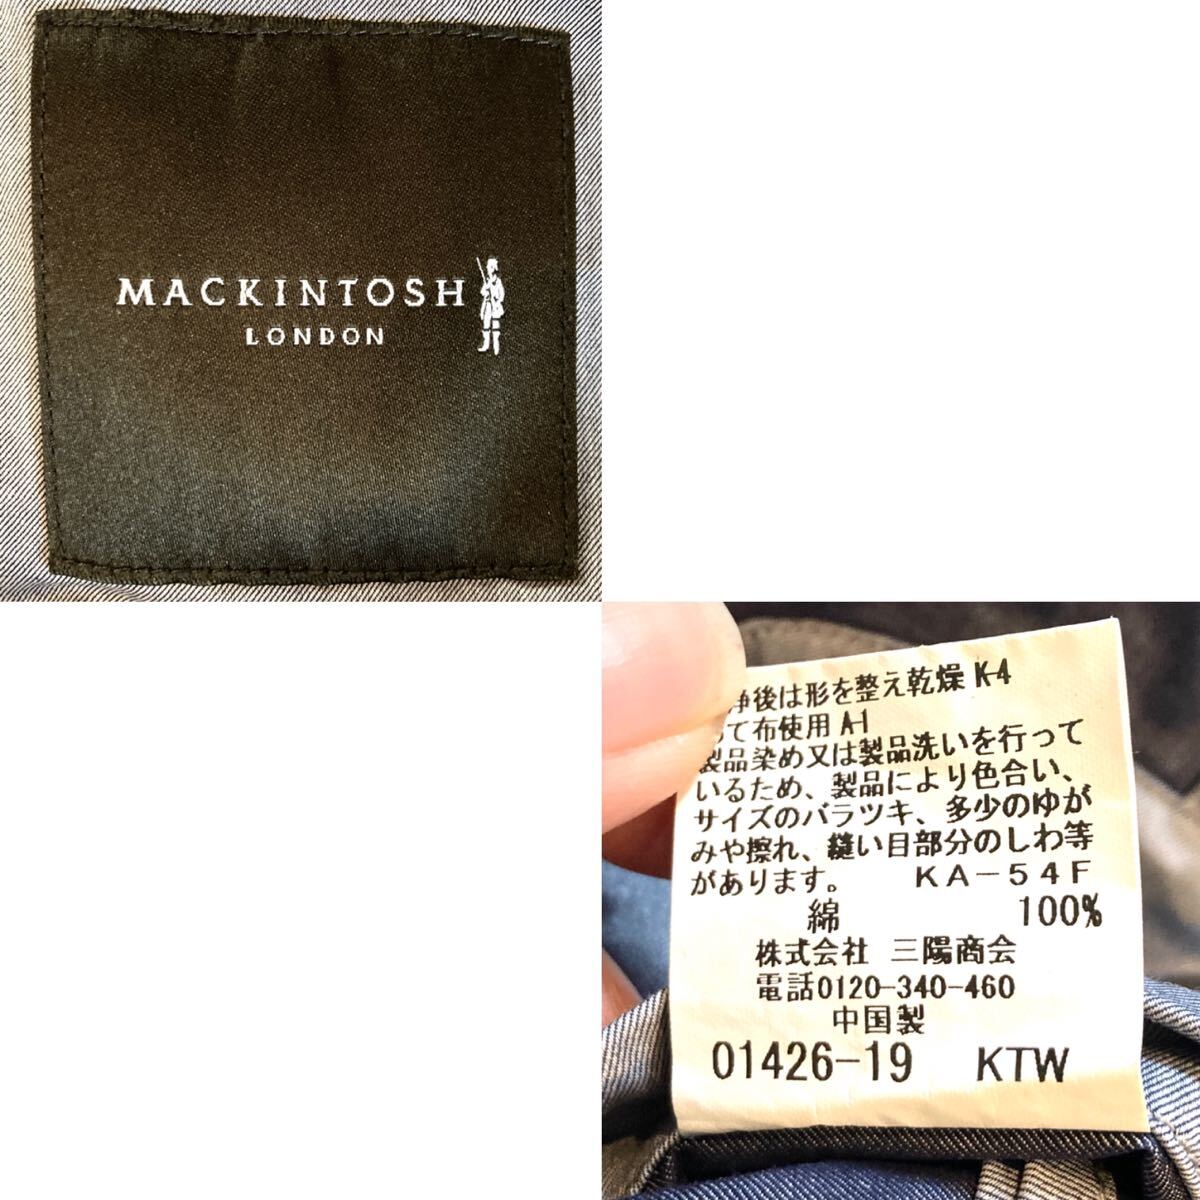 MACKINTOSH
LONDON
浄後は形を整え乾燥 K-4
て布使用 A-1
製品染め又は製品洗いを行って
いるため、製品により色合い、
サイズのバラツキ、多少のゆが
みや擦れ、縫い目部分のしわ等
があります。 KA-54F
綿 100%
株式会社 三陽商会
電話0120-340-460
中国製
01426-19 KTW